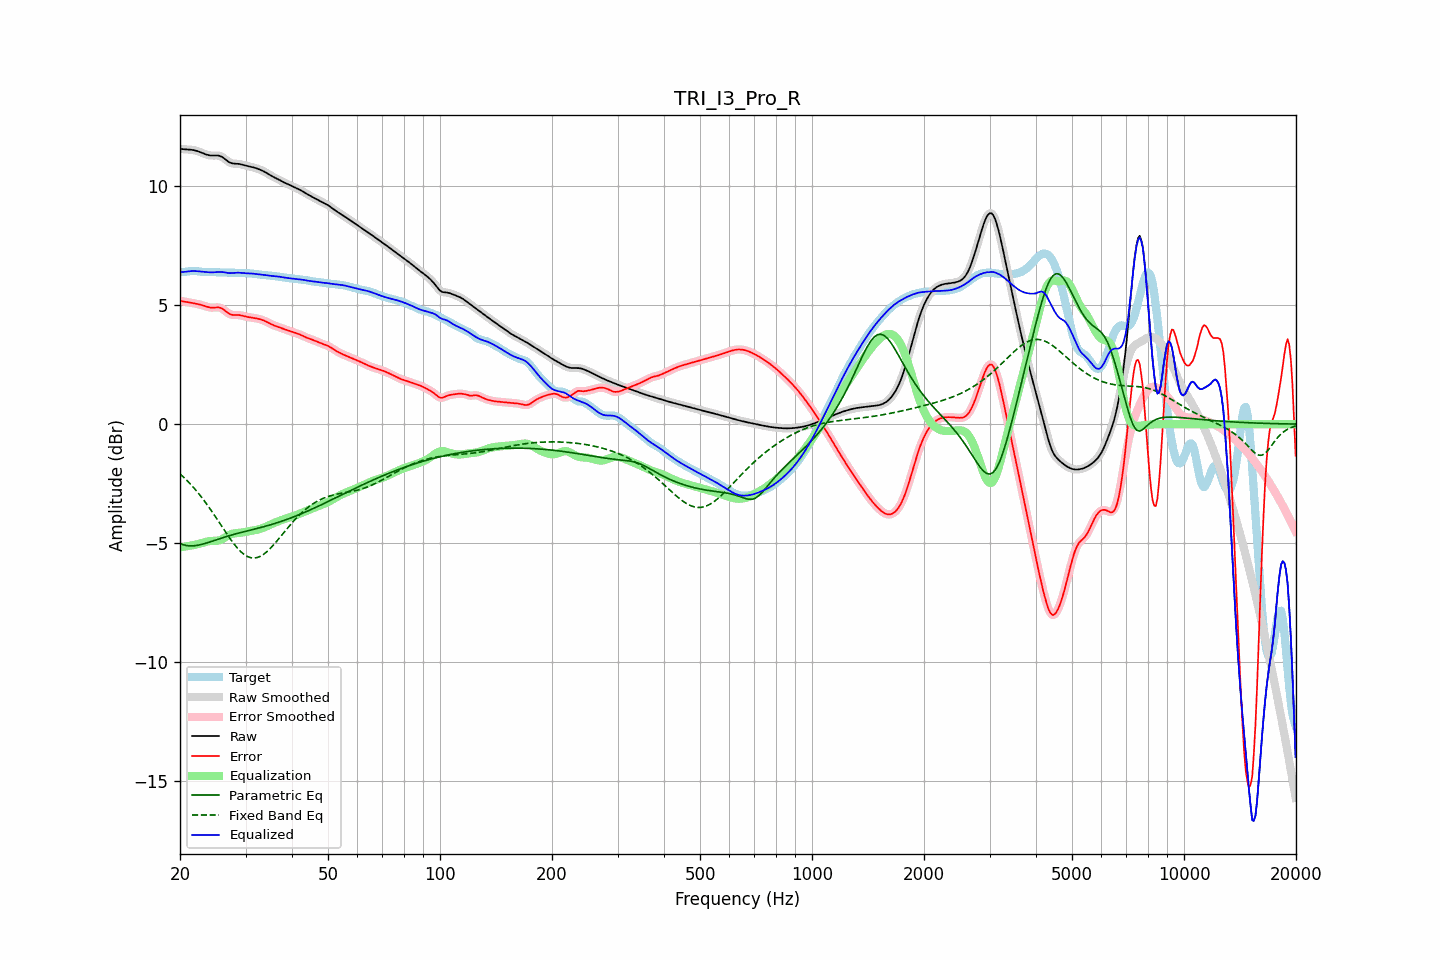 TRI_I3_Pro_R
Amplitude (dBr)
10
5
0
−5
−10
−15
Target
Raw Smoothed
Error Smoothed
Raw
Error
Equalization
Parametric Eq
Fixed Band Eq
Equalized
20 50 100 200 500 1000 2000 5000 10000 20000
Frequency (Hz)